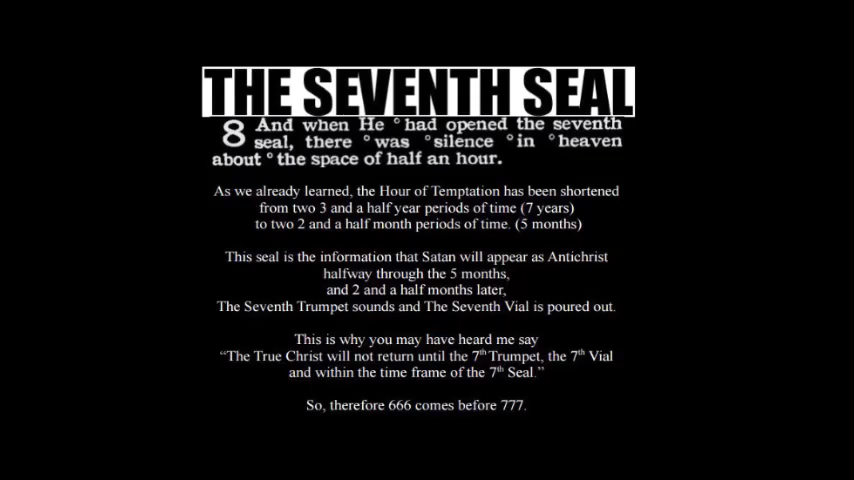 THE SEVENTH SEAL
8 And when He °had opened the seventh
seal, there °was °silence °in °heaven
about °the space of half an hour.
As we already learned, the Hour of Temptation has been shortened
from two 3 and a half year periods of time (7 years)
to two 2 and a half month periods of time. (5 months)
This seal is the information that Satan will appear as Antichrist
halfway through the 5 months,
and 2 and a half months later,
The Seventh Trumpet sounds and The Seventh Vial is poured out.
This is why you may have heard me say
“The True Christ will not return until the 7th Trumpet, the 7th Vial
and within the time frame of the 7th Seal.”
So, therefore 666 comes before 777.